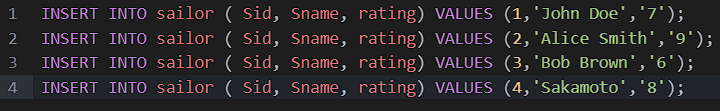 1 INSERT INTO sailor ( Sid, Sname, rating) VALUES (1,'John Doe','7');
2 INSERT INTO sailor ( Sid, Sname, rating) VALUES (2,'Alice Smith','9');
3 INSERT INTO sailor ( Sid, Sname, rating) VALUES (3,'Bob Brown','6');
4 INSERT INTO sailor ( Sid, Sname, rating) VALUES (4,'Sakamoto','8');